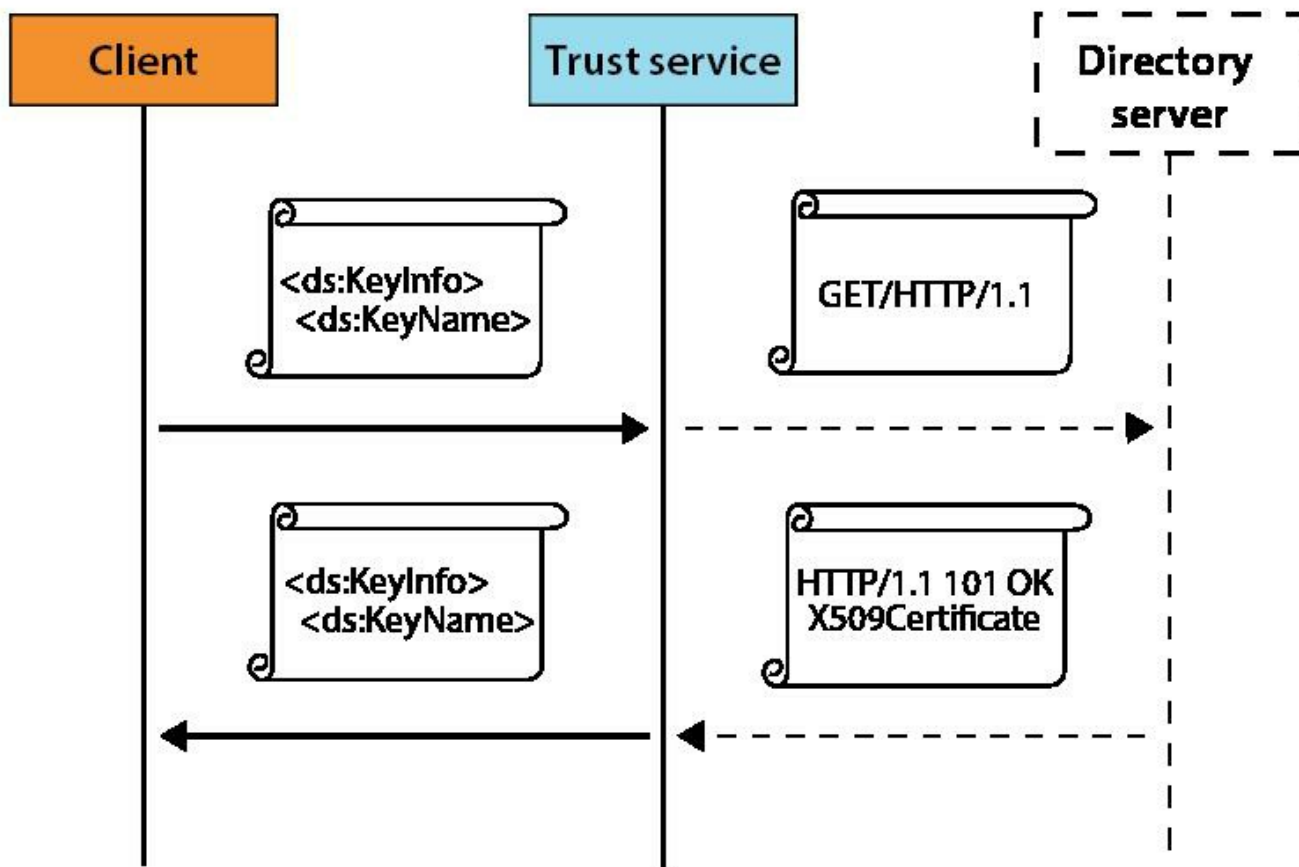 Client
Trust service
Directory
server
<ds:KeyInfo>
<ds:KeyName>
GET/HTTP/1.1
<ds:KeyInfo>
<ds:KeyName>
HTTP/1.1 101 OK
X509Certificate